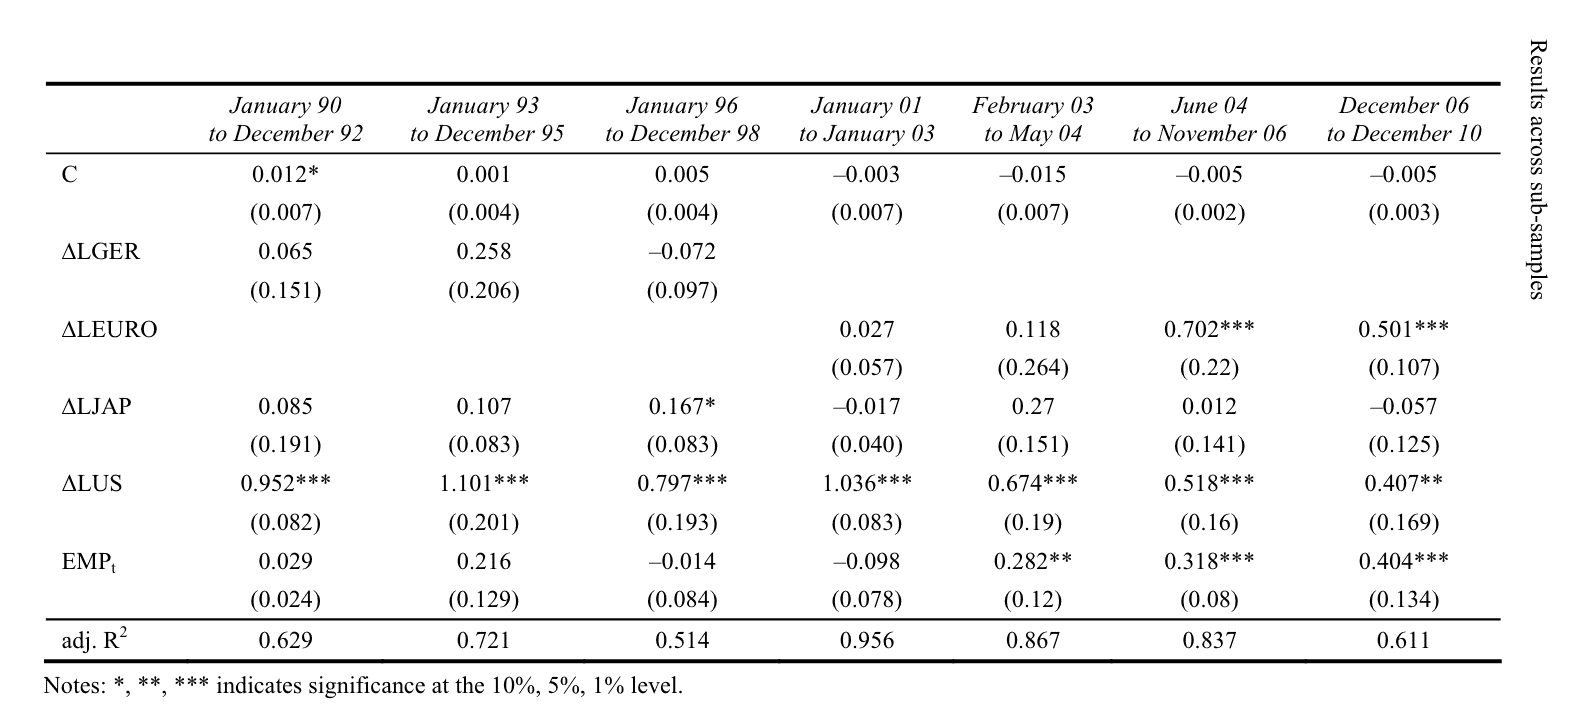 Results across sub-samples
January 90 January 93 January 96 January 01 February 03 June 04 December 06
to December 92 to December 95 to December 98 to January 03 to May 04 to November 06 to December 10
C 0.012* 0.001 0.005 –0.003 –0.015 –0.005 –0.005
(0.007) (0.004) (0.004) (0.007) (0.007) (0.002) (0.003)
ΔLGER 0.065 0.258 –0.072
(0.151) (0.206) (0.097)
ΔLEURO 0.027 0.118 0.702*** 0.501***
(0.057) (0.264) (0.22) (0.107)
ΔLJAP 0.085 0.107 0.167* –0.017 0.27 0.012 –0.057
(0.191) (0.083) (0.083) (0.040) (0.151) (0.141) (0.125)
ΔLUS 0.952*** 1.101*** 0.797*** 1.036*** 0.674*** 0.518*** 0.407**
(0.082) (0.201) (0.193) (0.083) (0.19) (0.16) (0.169)
EMPt 0.029 0.216 –0.014 –0.098 0.282** 0.318*** 0.404***
(0.024) (0.129) (0.084) (0.078) (0.12) (0.08) (0.134)
adj. R2 0.629 0.721 0.514 0.956 0.867 0.837 0.611
Notes: *, **, *** indicates significance at the 10%, 5%, 1% level.